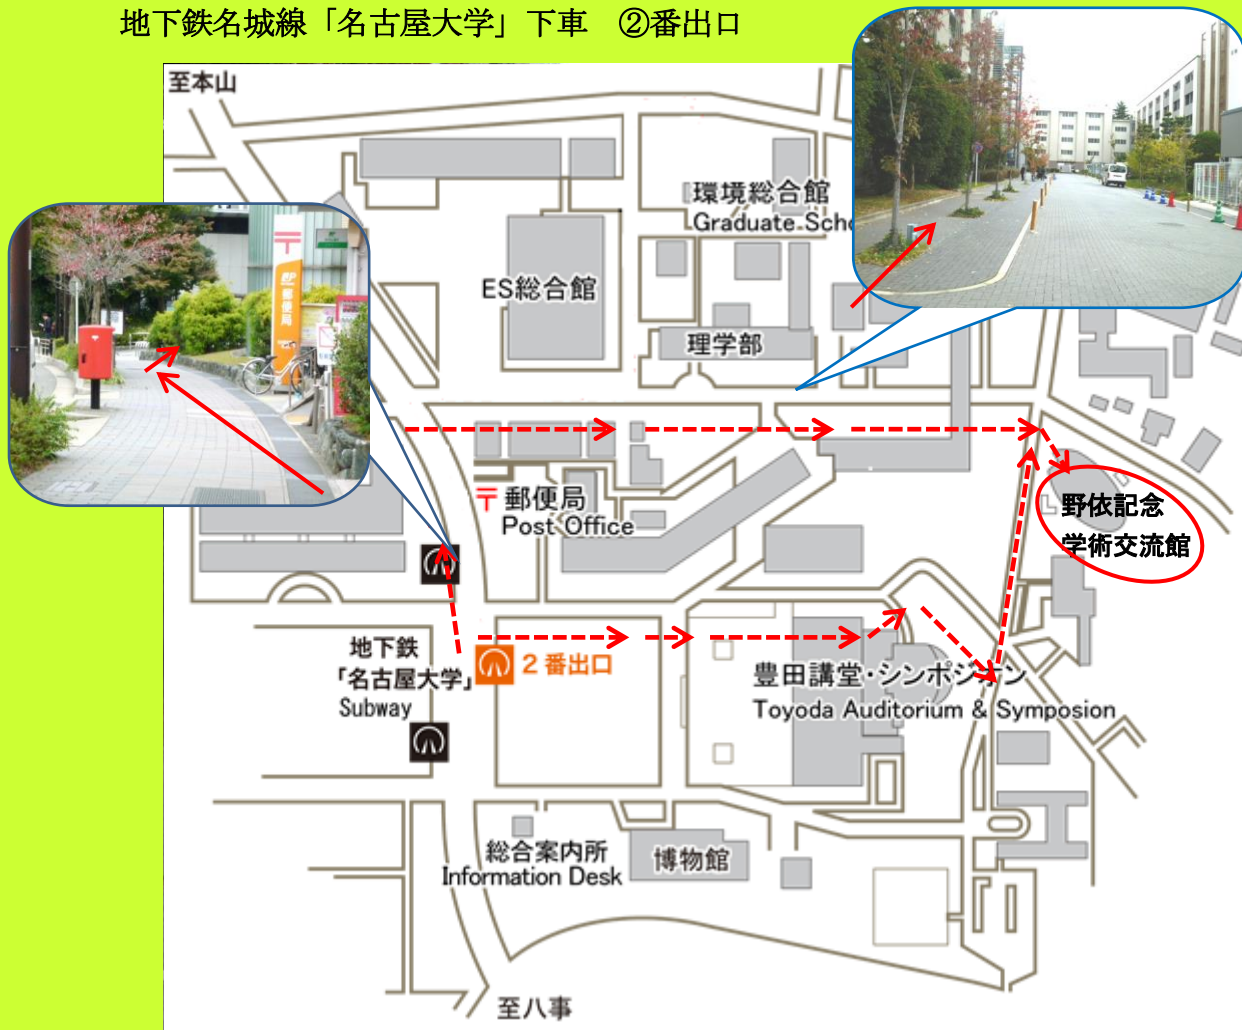 地下鉄名城線「名古屋大学」下車　②番出口
至本山
環境総合館
Graduate Scho
ES総合館
理学部
〒
郵便局
〒郵便局
Post Office
野依記念
学術交流館
地下鉄
「名古屋大学」
Subway
2番出口
豊田講堂・シンポジオン
Toyoda Auditorium & Symposion
総合案内所
Information Desk
博物館
至八事